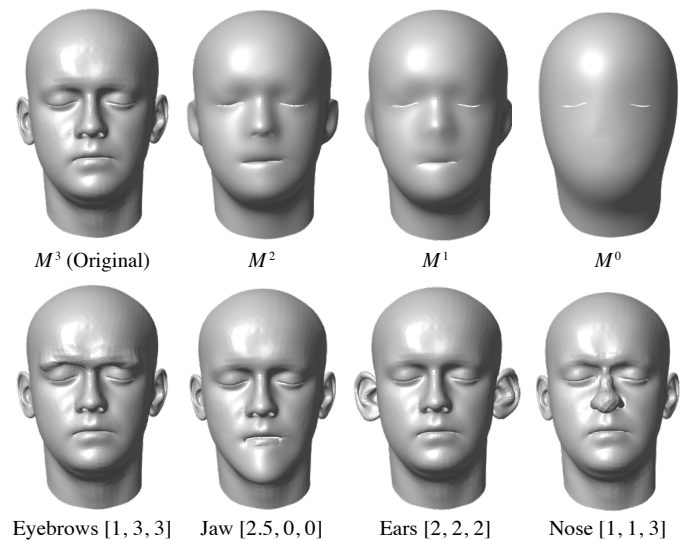 M³ (Original)
M²
M¹
M⁰
Eyebrows [1, 3, 3]
Jaw [2.5, 0, 0]
Ears [2, 2, 2]
Nose [1, 1, 3]